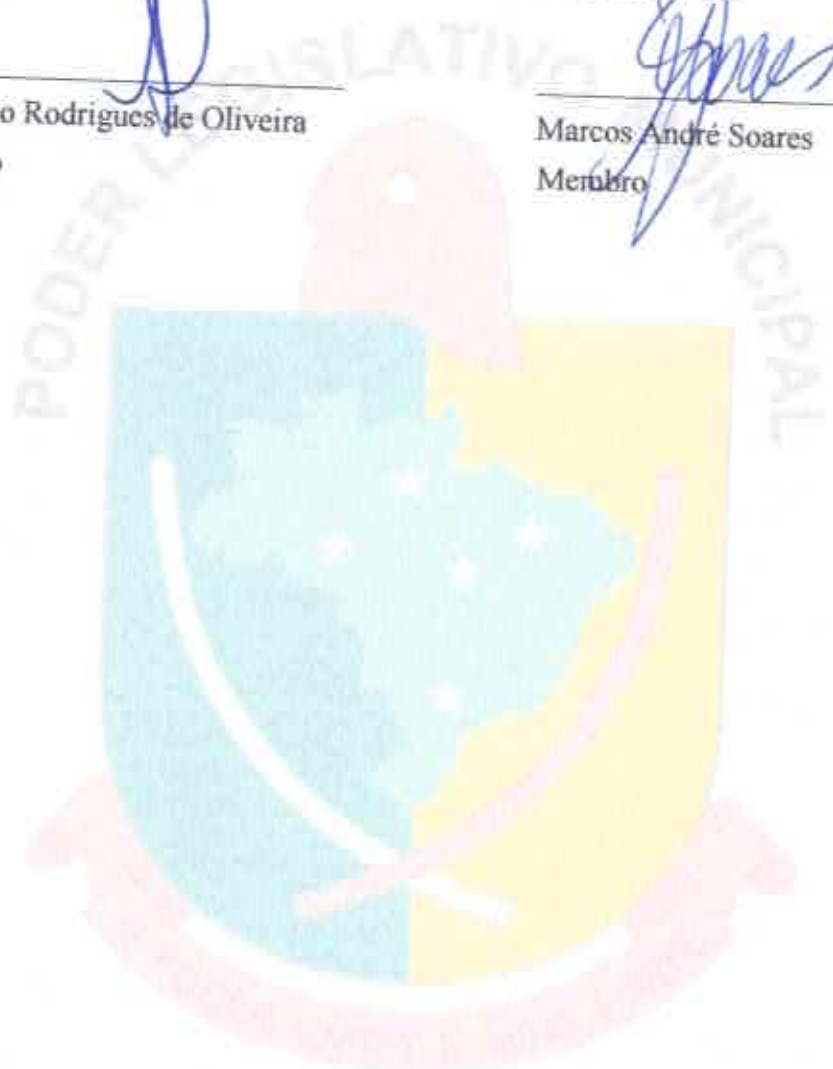 o Rodrigues de Oliveira
Marcos André Soares
o
Membro
PODER LEGISLATIVO MUNICIPAL